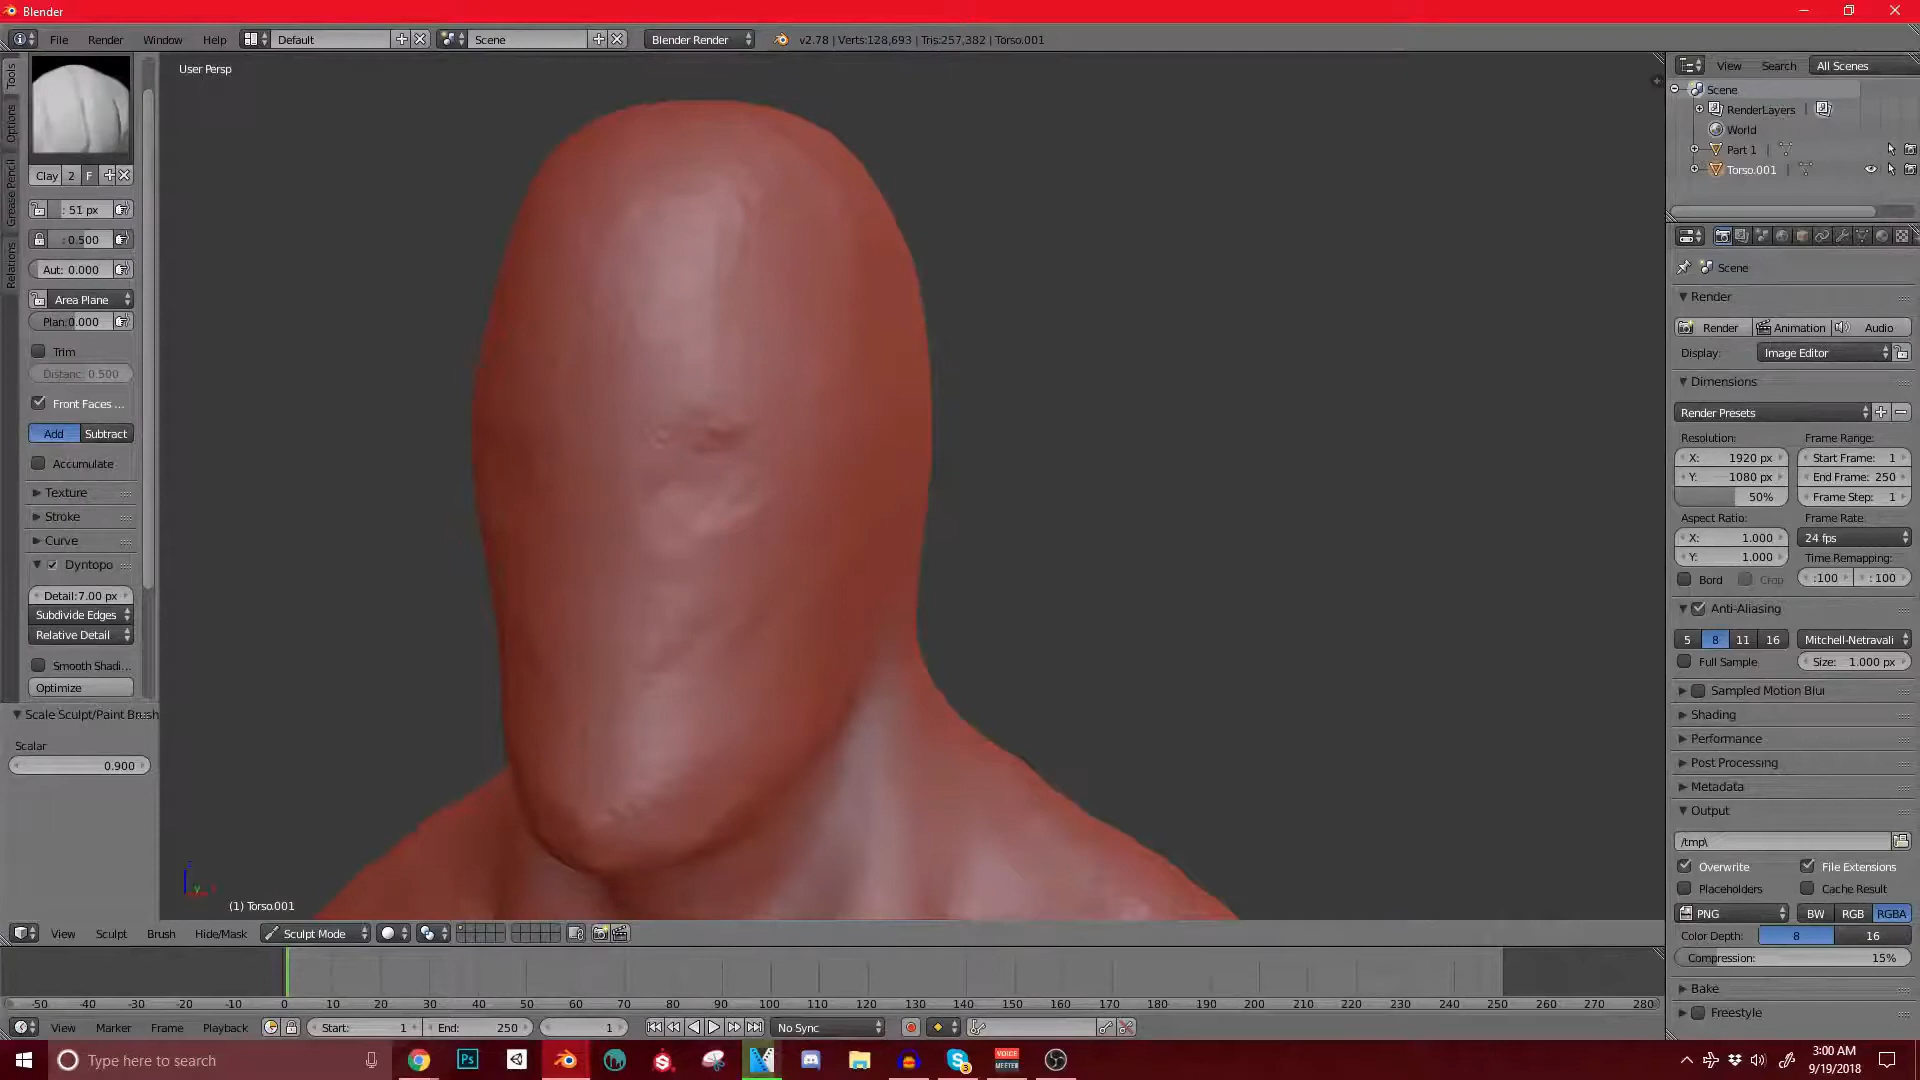 Blender
File Render Window Help Default Scene Blender Render v2.78 | Verts:128,693 | Tris:257,382 | Torso.001
User Persp
Tools
Options
Grease Pencil
Relations
Clay 2 F
: 51 px
: 0.500
Aut: 0.000
Area Plane
Plan:0.000
Trim
Distanc: 0.500
Front Faces ...
Add Subtract
Accumulate
Texture
Stroke
Curve
Dyntopo
Detail:7.00 px
Subdivide Edges
Relative Detail
Smooth Shadi...
Optimize
Scale Sculpt/Paint Brush
Scalar
0.900
(1) Torso.001
View Sculpt Brush Hide/Mask Sculpt Mode
-50 -40 -30 -20 -10 0 10 20 30 40 50 60 70 80 90 100 110 120 130 140 150 160 170 180 190 200 210 220 230 240 250 260 270 280
View Marker Frame Playback Start: 1 End: 250 1 No Sync
View Search All Scenes
Scene
RenderLayers
World
Part 1
Torso.001
Scene
Render
Render Animation Audio
Display: Image Editor
Dimensions
Render Presets
Resolution: Frame Range:
X: 1920 px Start Frame: 1
Y: 1080 px End Frame: 250
50% Frame Step: 1
Aspect Ratio: Frame Rate:
X: 1.000 24 fps
Y: 1.000 Time Remapping:
Bord Crop :100 : 100
Anti-Aliasing
5 8 11 16 Mitchell-Netravali
Full Sample Size: 1.000 px
Sampled Motion Blur
Shading
Performance
Post Processing
Metadata
Output
/tmp\
Overwrite File Extensions
Placeholders Cache Result
PNG BW RGB RGBA
Color Depth: 8 16
Compression: 15%
Bake
Freestyle
Type here to search Ps VOICE MEETER 3:00 AM
9/19/2018